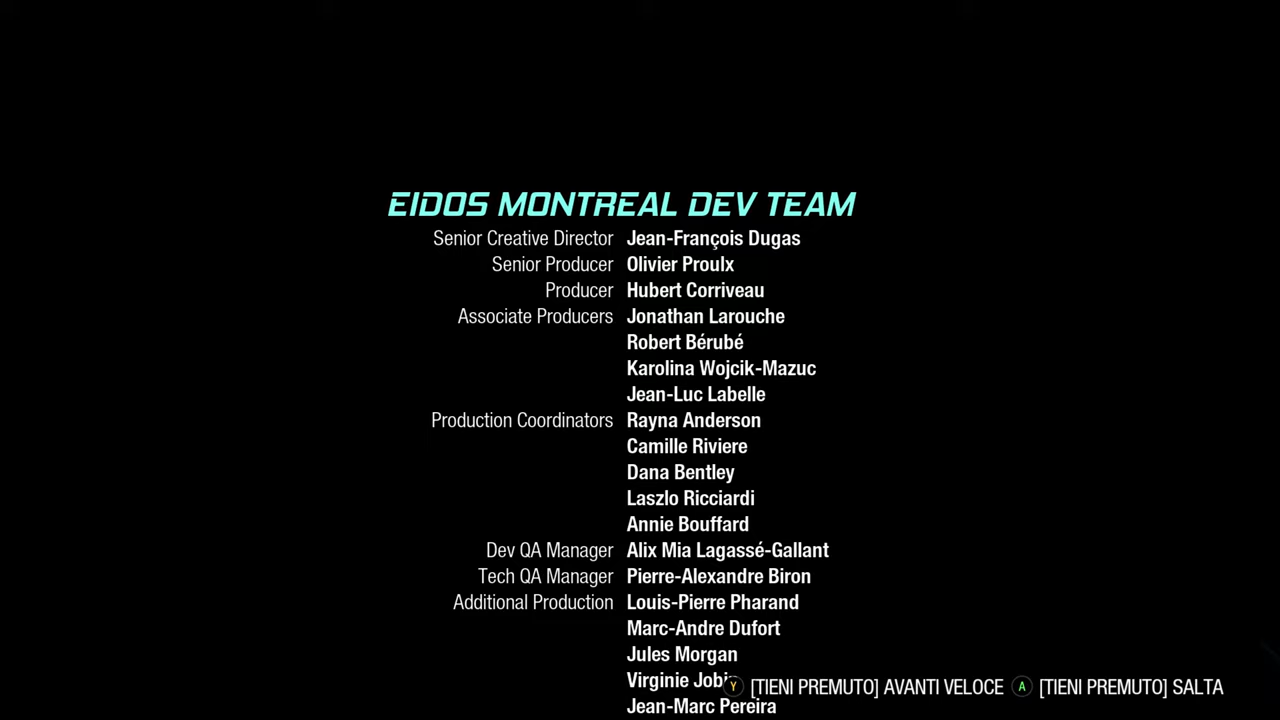 EIDOS MONTREAL DEV TEAM
Senior Creative Director Jean-François Dugas
Senior Producer Olivier Proulx
Producer Hubert Corriveau
Associate Producers Jonathan Larouche
Robert Bérubé
Karolina Wojcik-Mazuc
Jean-Luc Labelle
Production Coordinators Rayna Anderson
Camille Riviere
Dana Bentley
Laszlo Ricciardi
Annie Bouffard
Dev QA Manager Alix Mia Lagassé-Gallant
Tech QA Manager Pierre-Alexandre Biron
Additional Production Louis-Pierre Pharand
Marc-Andre Dufort
Jules Morgan
Virginie Jobin
Y [TIENI PREMUTO] AVANTI VELOCE A [TIENI PREMUTO] SALTA
Jean-Marc Pereira